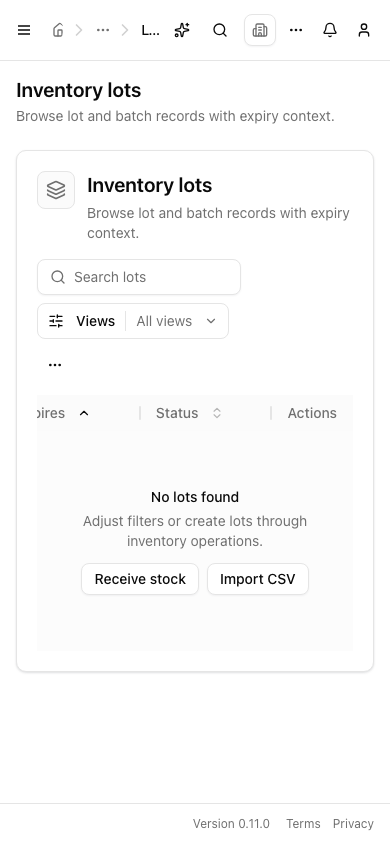 L...
Inventory lots
Browse lot and batch records with expiry context.
Inventory lots
Browse lot and batch records with expiry
context.
Search lots
Views All views
pires Status Actions
No lots found
Adjust filters or create lots through
inventory operations.
Receive stock Import CSV
Version 0.11.0 Terms Privacy